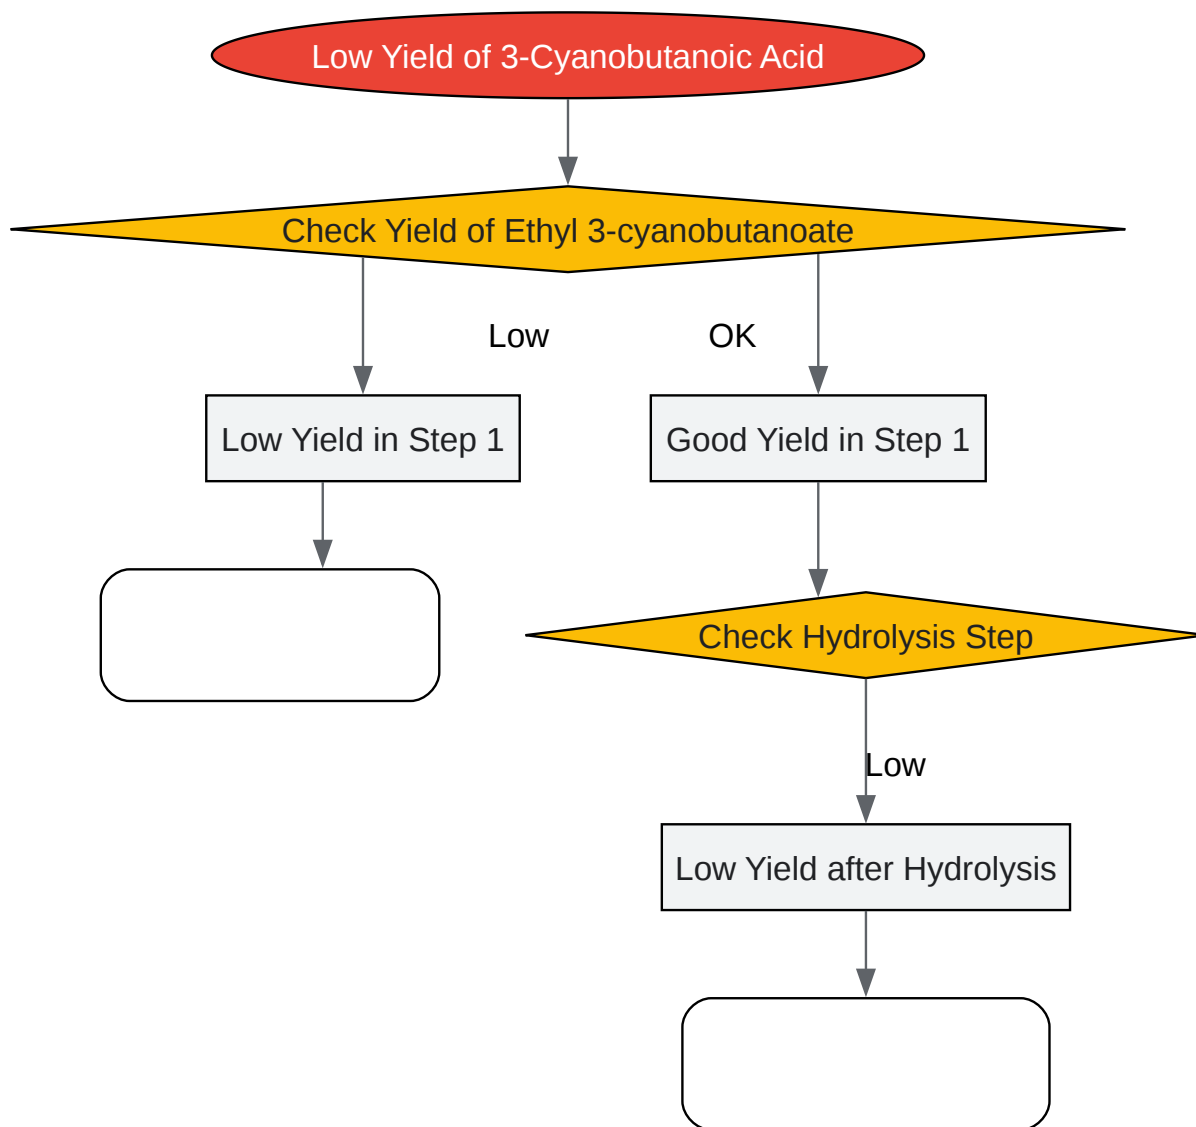 Low Yield of 3-Cyanobutanoic Acid
Check Yield of Ethyl 3-cyanobutanoate
Low
OK
Low Yield in Step 1
Good Yield in Step 1
Check Hydrolysis Step
Low
Low Yield after Hydrolysis